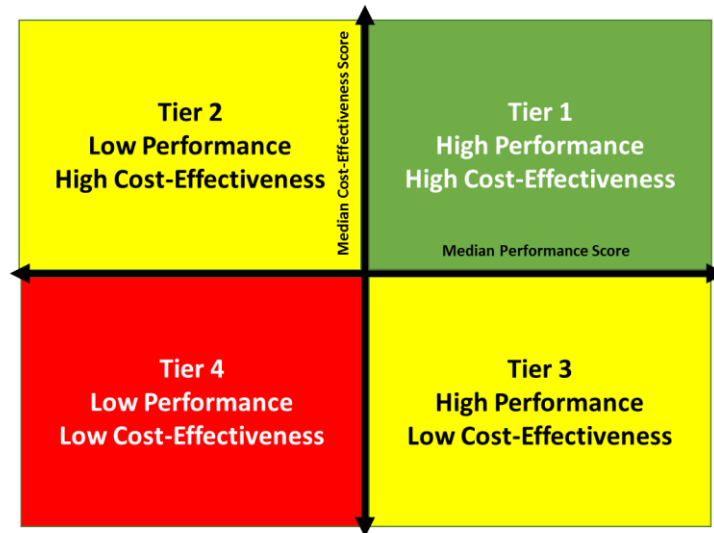 Tier 2
Low Performance
High Cost-Effectiveness
Median Cost-Effectiveness Score
Tier 1
High Performance
High Cost-Effectiveness
Median Performance Score
Tier 4
Low Performance
Low Cost-Effectiveness
Tier 3
High Performance
Low Cost-Effectiveness